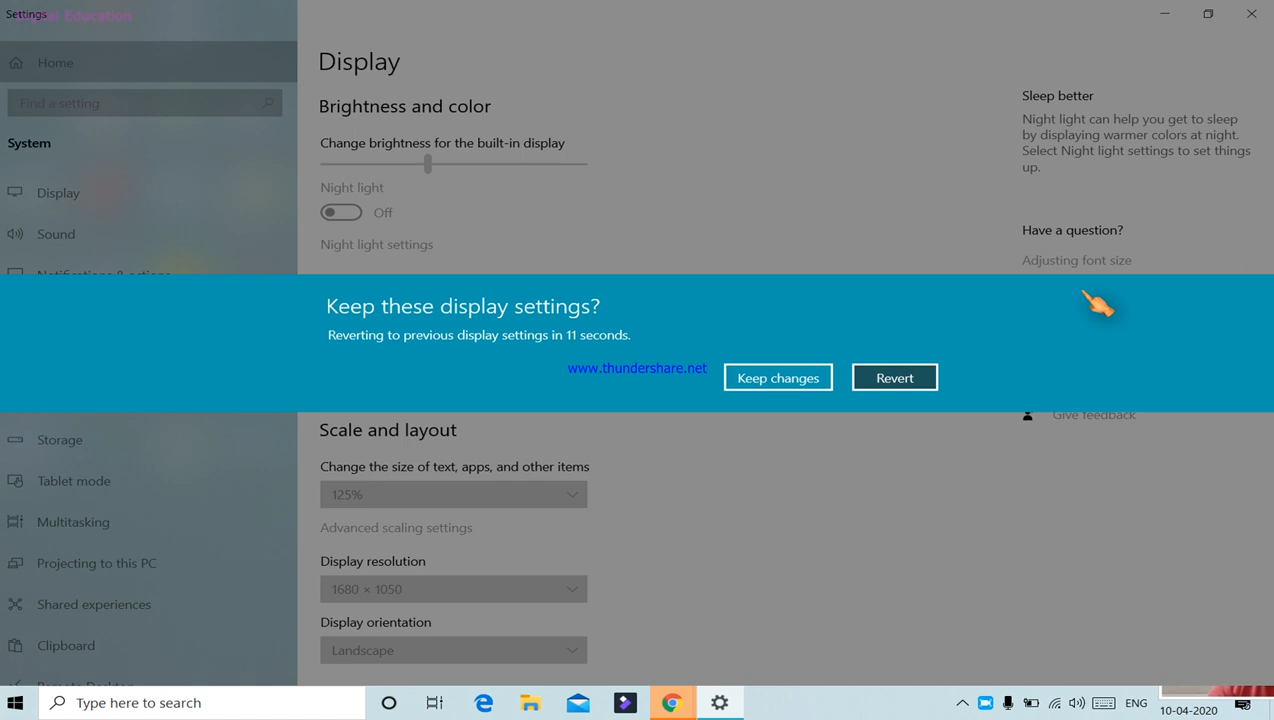 Settings
Digital Education
Home
Find a setting
System
Display
Sound
Notifications & actions
Storage
Tablet mode
Multitasking
Projecting to this PC
Shared experiences
Clipboard
Remote Desktop
Display
Brightness and color
Change brightness for the built-in display
Night light
Off
Night light settings
Keep these display settings?
Reverting to previous display settings in 11 seconds.
www.thundershare.net
Keep changes
Revert
Scale and layout
Change the size of text, apps, and other items
125%
Advanced scaling settings
Display resolution
1680 × 1050
Display orientation
Landscape
Sleep better
Night light can help you get to sleep
by displaying warmer colors at night.
Select Night light settings to set things
up.
Have a question?
Adjusting font size
Give feedback
Type here to search
ENG
10-04-2020